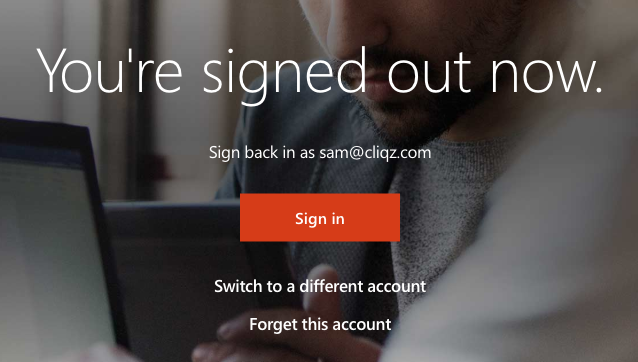 You're signed out now.
Sign back in as sam@cliqz.com
Sign in
Switch to a different account
Forget this account